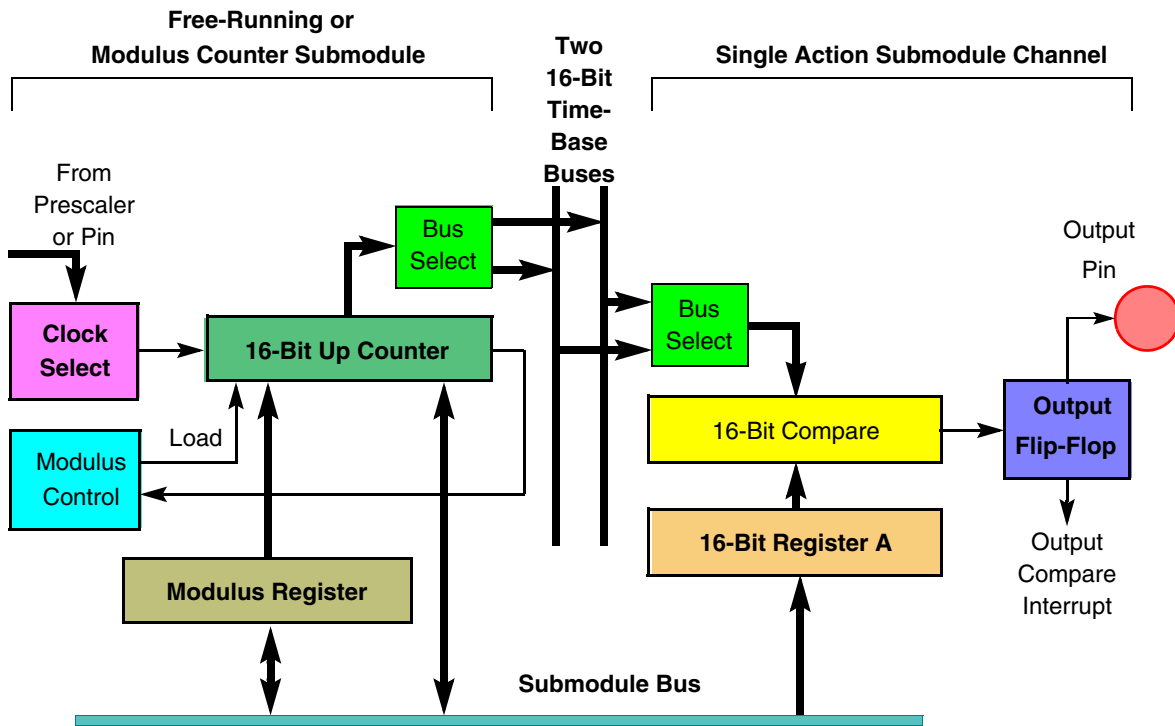 Free-Running or
Modulus Counter Submodule
Two
16-Bit
Time-
Base
Buses
Single Action Submodule Channel
From
Prescaler
or Pin
Bus
Select
Output
Pin
Clock
Select
16-Bit Up Counter
Bus
Select
Load
Modulus
Control
16-Bit Compare
Output
Flip-Flop
16-Bit Register A
Output
Compare
Interrupt
Modulus Register
Submodule Bus